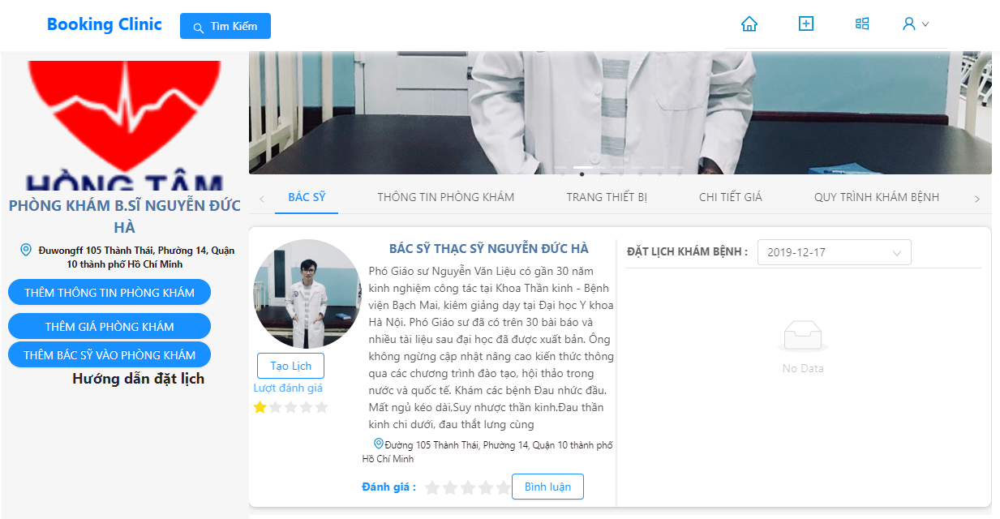 Booking Clinic
Tìm Kiếm
HỒNG TÂM
PHÒNG KHÁM B.SĨ NGUYỄN ĐỨC
HÀ
Đuwongff 105 Thành Thái, Phường 14, Quận
10 thành phố Hồ Chí Minh
THÊM THÔNG TIN PHÒNG KHÁM
THÊM GIÁ PHÒNG KHÁM
THÊM BÁC SỸ VÀO PHÒNG KHÁM
Hướng dẫn đặt lịch
BÁC SỸ
THÔNG TIN PHÒNG KHÁM
TRANG THIẾT BỊ
CHI TIẾT GIÁ
QUY TRÌNH KHÁM BỆNH
BÁC SỸ THẠC SỸ NGUYỄN ĐỨC HÀ
Phó Giáo sư Nguyễn Văn Liệu có gần 30 năm
kinh nghiệm công tác tại Khoa Thần kinh - Bệnh
viện Bạch Mai, kiêm giảng dạy tại Đại học Y khoa
Hà Nội. Phó Giáo sư đã có trên 30 bài báo và
nhiều tài liệu sau đại học đã được xuất bản. Ông
không ngừng cập nhật nâng cao kiến thức thông
qua các chương trình đào tạo, hội thảo trong
nước và quốc tế. Khám các bệnh Đau nhức đầu.
Mất ngủ kéo dài,Suy nhược thần kinh.Đau thần
kinh chi dưới, đau thắt lưng cùng
Tạo Lịch
Lượt đánh giá
Đường 105 Thành Thái, Phường 14, Quận 10 thành phố
Hồ Chí Minh
Đánh giá :
Bình luận
ĐẶT LỊCH KHÁM BỆNH :
2019-12-17
No Data